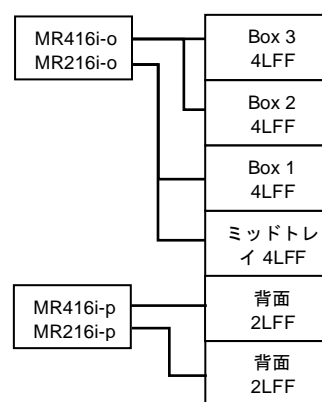 MR416i-o
MR216i-o
Box 3
4LFF
Box 2
4LFF
Box 1
4LFF
ミッドトレ
イ 4LFF
MR416i-p
MR216i-p
背面
2LFF
背面
2LFF